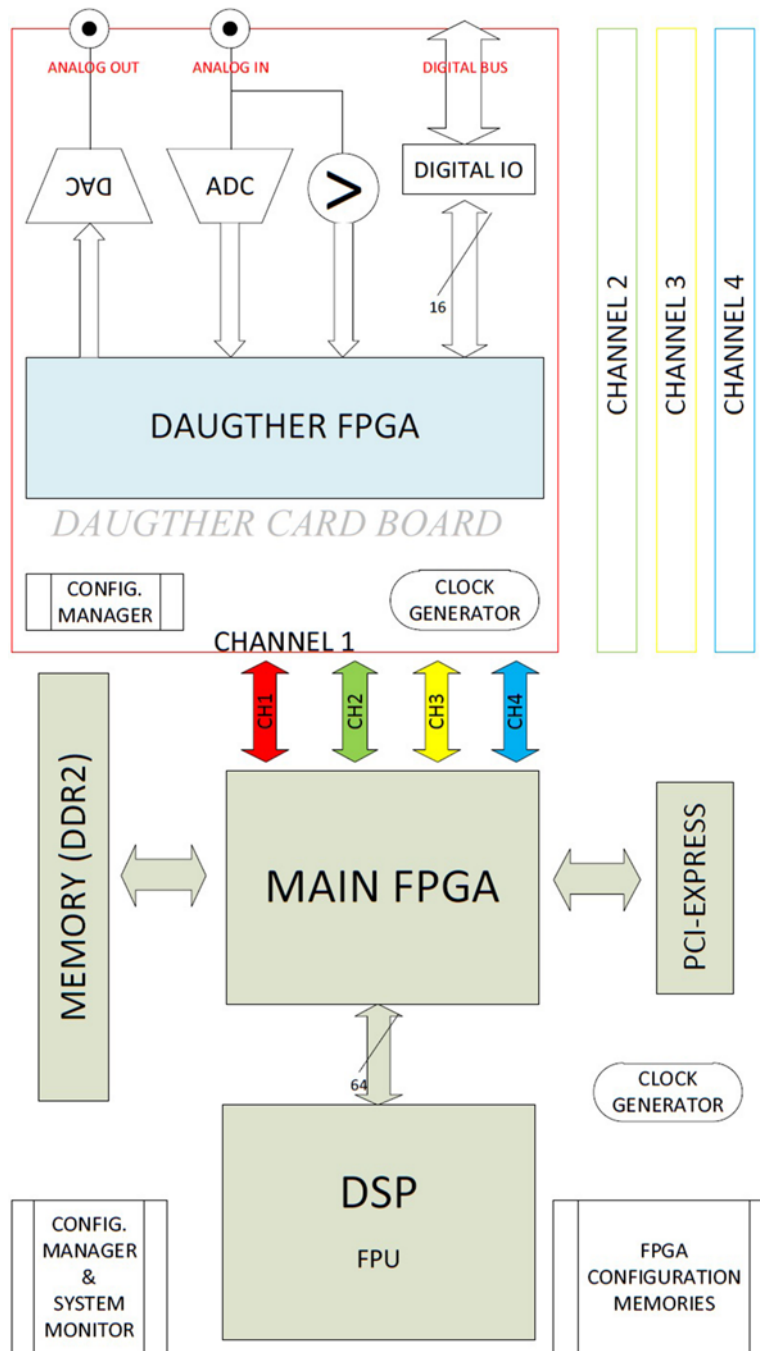 ANALOG OUT
ANALOG IN
DIGITAL BUS
DAC
ADC
>
DIGITAL IO
16
DAUGTHER FPGA
DAUGTHER CARD BOARD
CONFIG.
MANAGER
CLOCK
GENERATOR
CHANNEL 1
CHANNEL 2
CHANNEL 3
CHANNEL 4
CH1
CH2
CH3
CH4
MEMORY (DDR2)
MAIN FPGA
PCI-EXPRESS
64
CLOCK
GENERATOR
DSP
FPU
CONFIG.
MANAGER
&
SYSTEM
MONITOR
FPGA
CONFIGURATION
MEMORIES